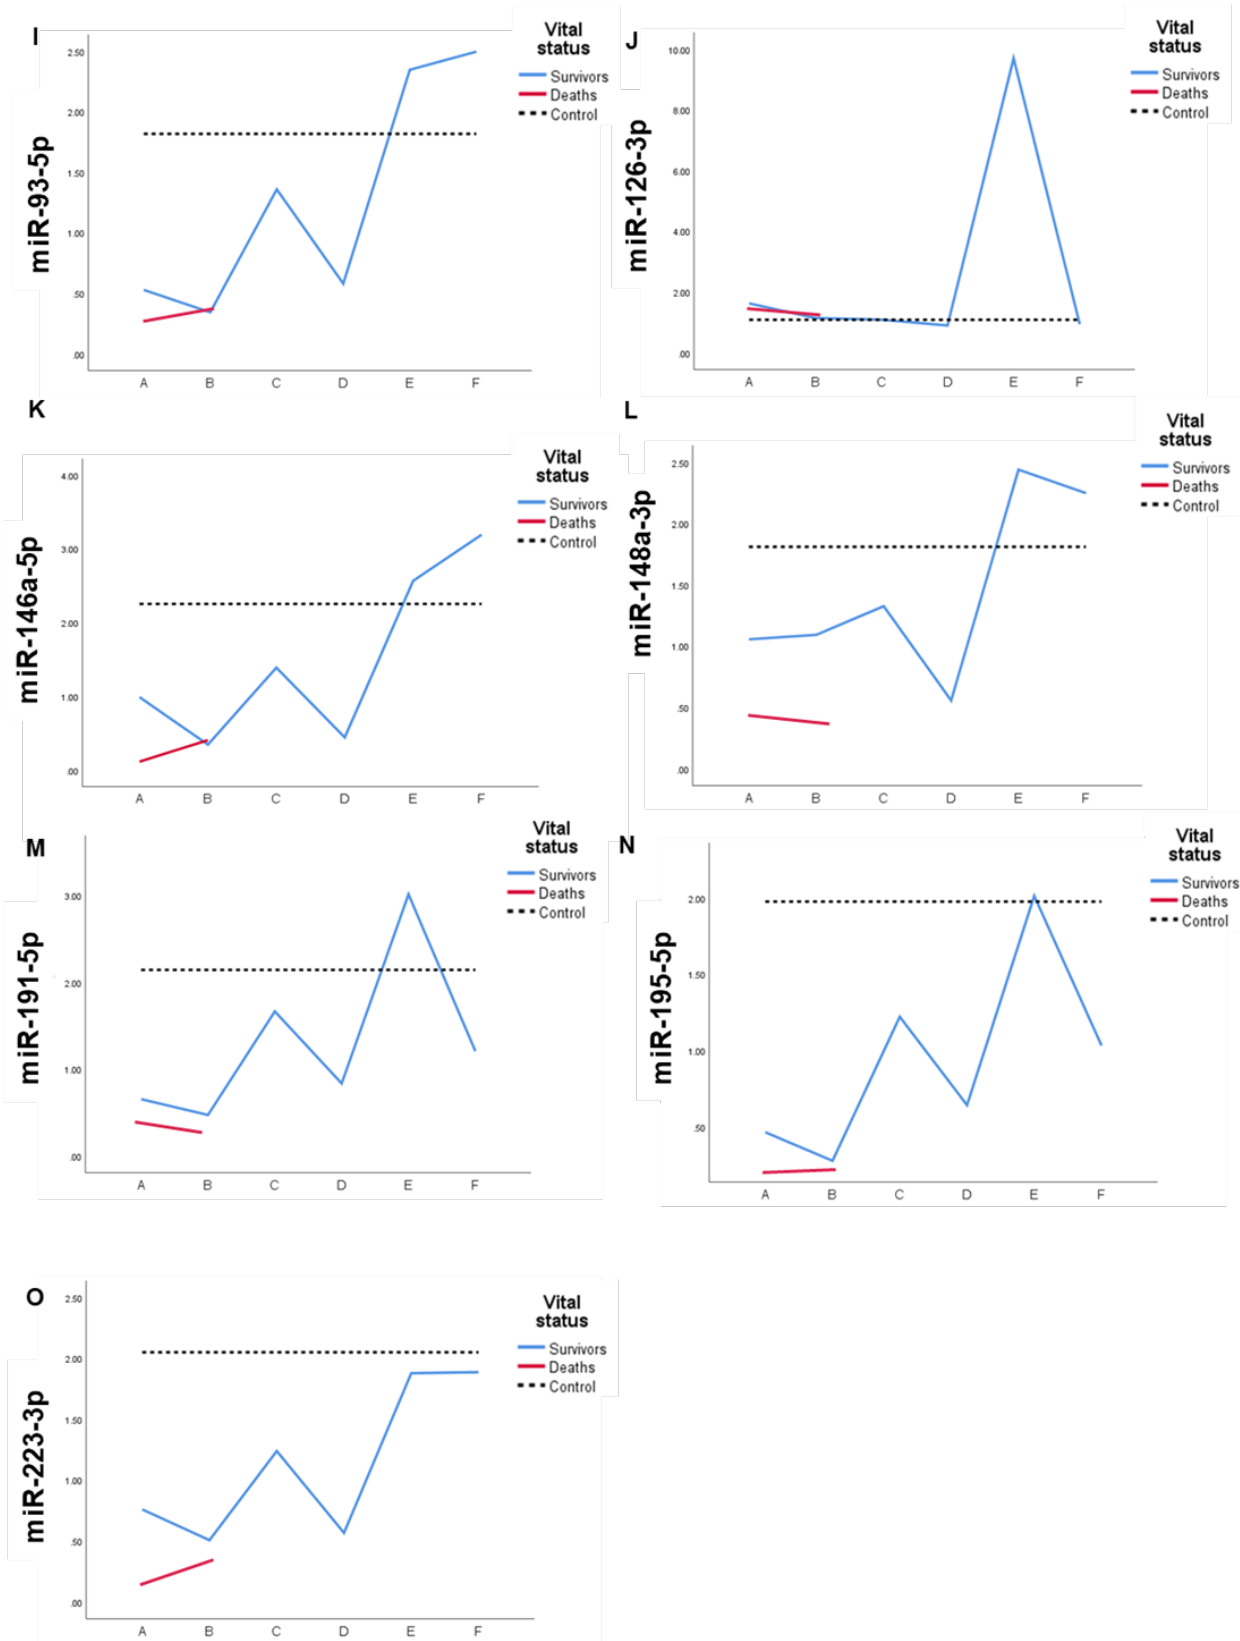 I
Vital
status
Survivors
Deaths
Control
miR-93-5p
2.50
2.00
1.50
1.00
.50
.00
A B C D E F
J
Vital
status
Survivors
Deaths
Control
miR-126-3p
10.00
8.00
6.00
4.00
2.00
.00
A B C D E F
K
Vital
status
Survivors
Deaths
Control
miR-146a-5p
4.00
3.00
2.00
1.00
.00
A B C D E F
L
Vital
status
Survivors
Deaths
Control
miR-148a-3p
2.50
2.00
1.50
1.00
.50
.00
A B C D E F
M
Vital
status
Survivors
Deaths
Control
miR-191-5p
3.00
2.00
1.00
.00
A B C D E F
N
Vital
status
Survivors
Deaths
Control
miR-195-5p
2.00
1.50
1.00
.50
A B C D E F
O
Vital
status
Survivors
Deaths
Control
miR-223-3p
2.50
2.00
1.50
1.00
.50
.00
A B C D E F